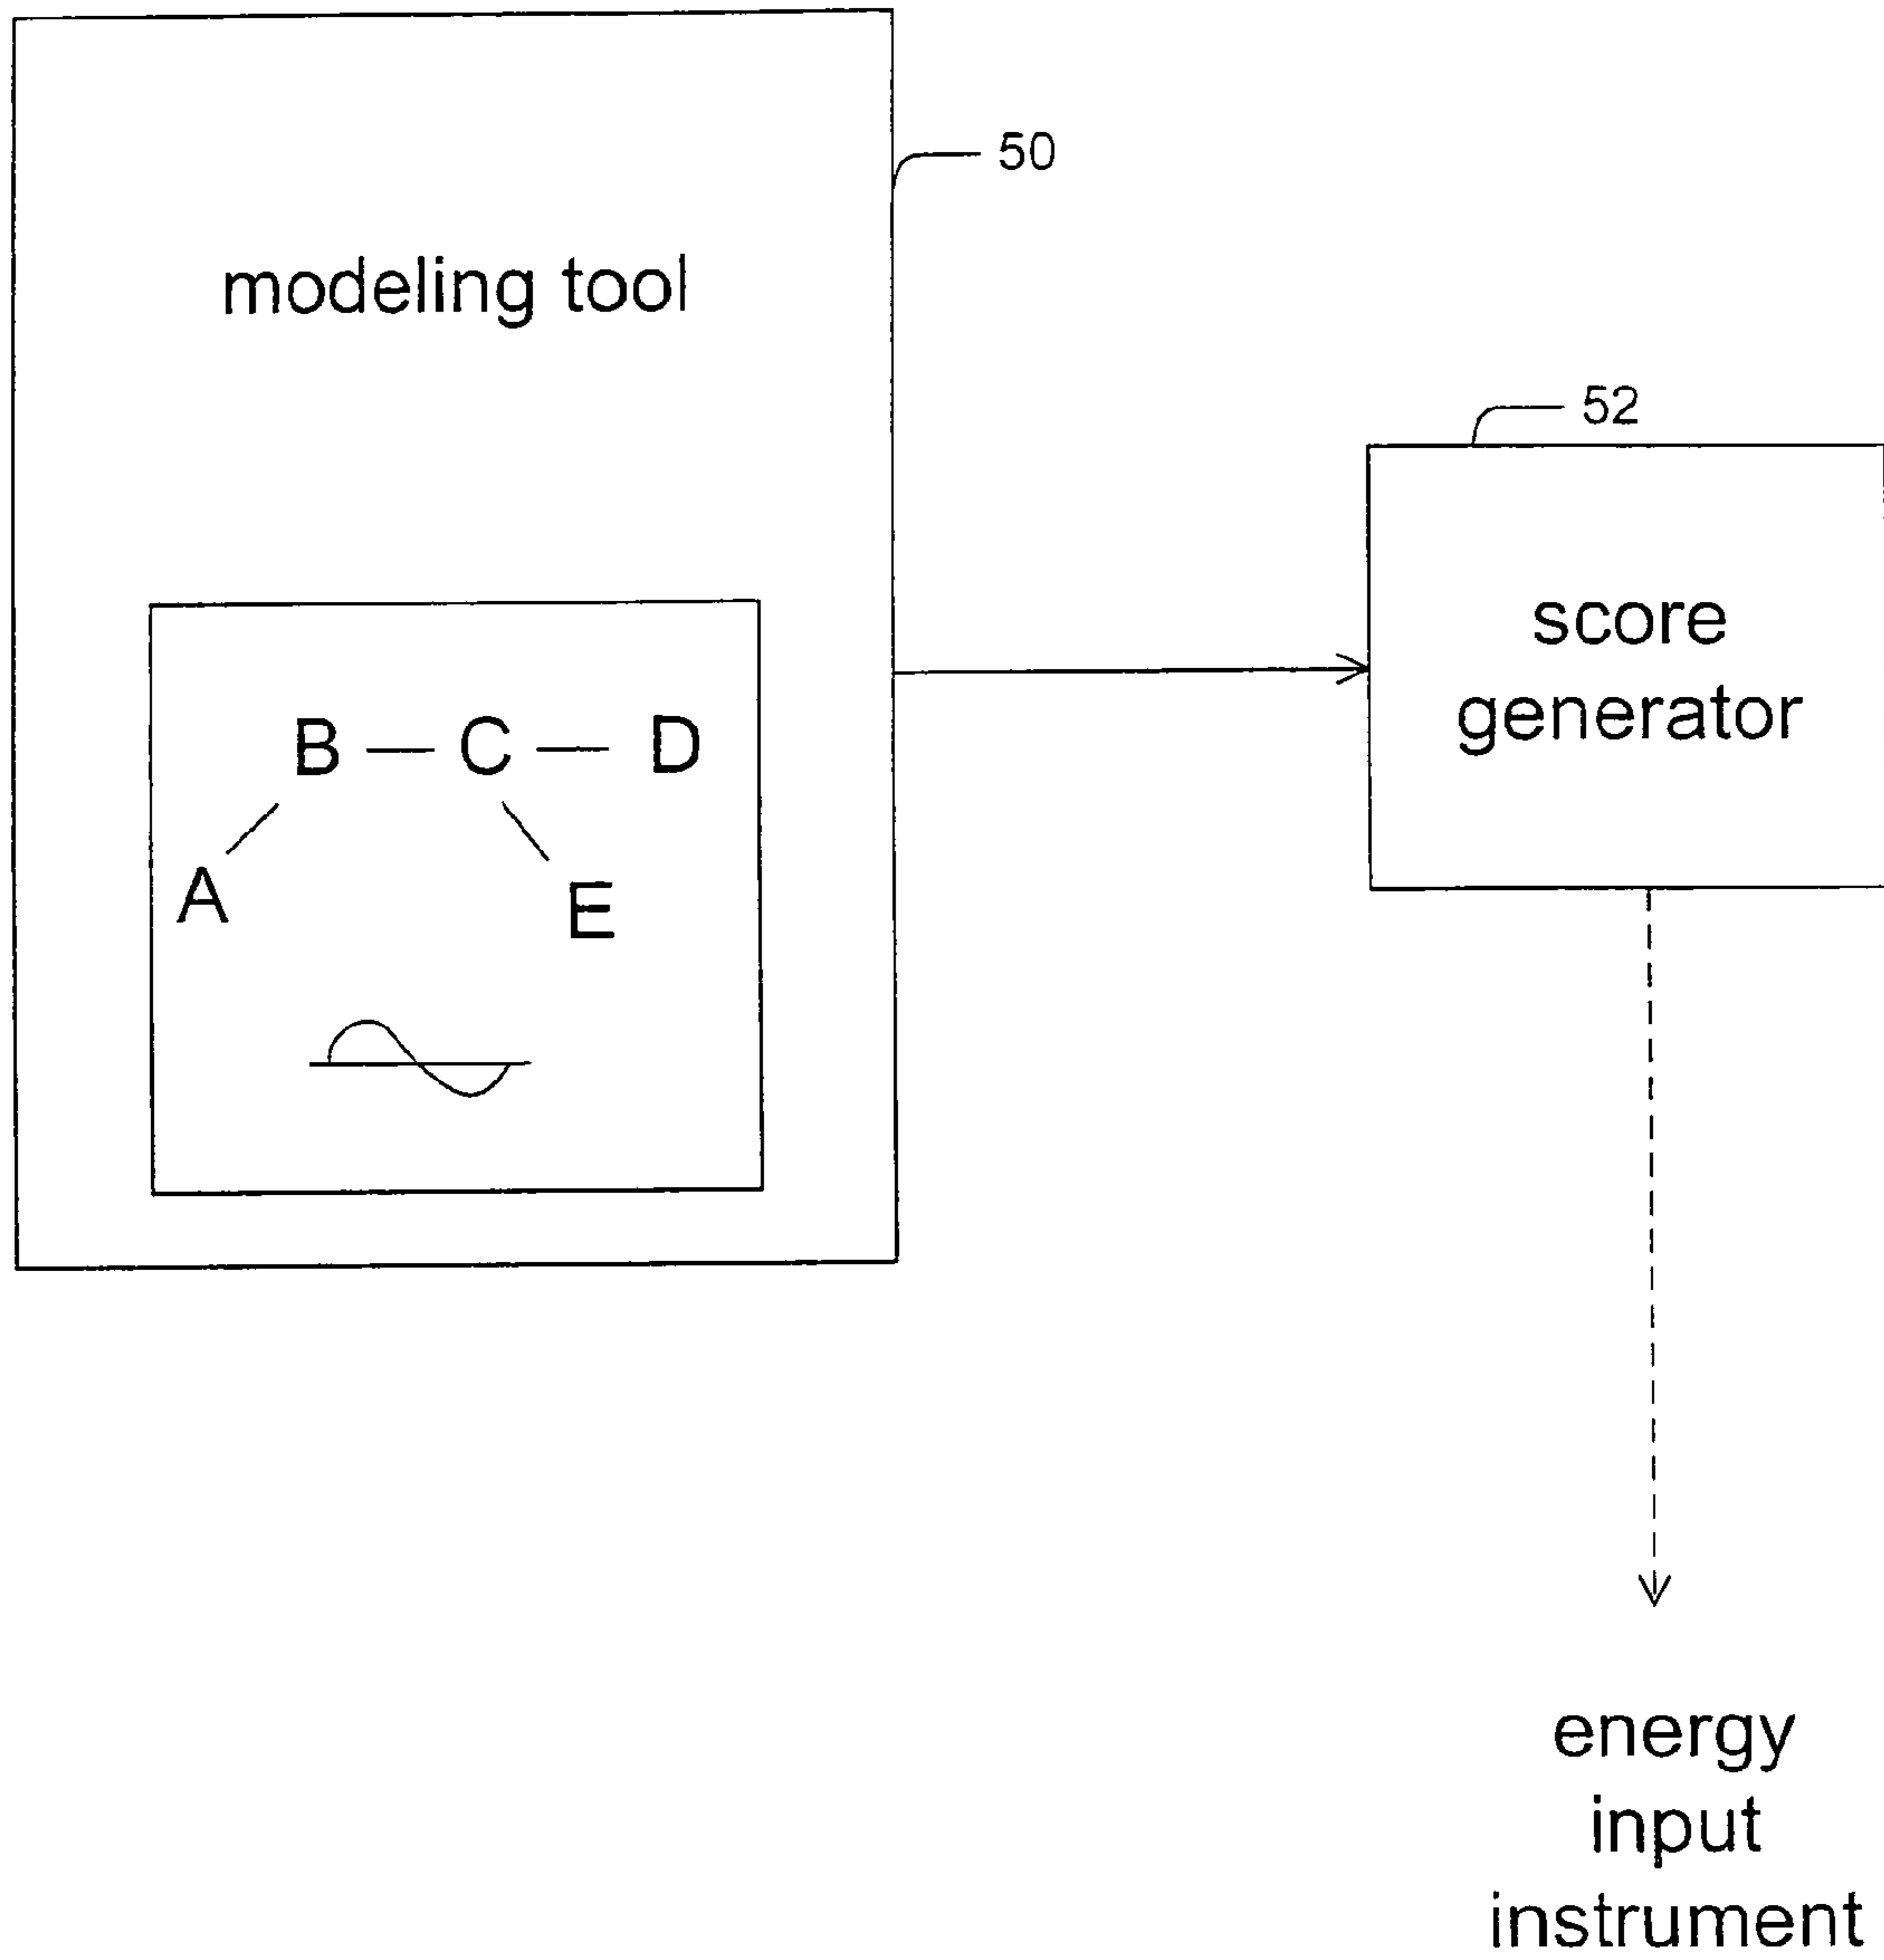 50
modeling tool
52
score
generator
B C D
A E
energy
input
instrument